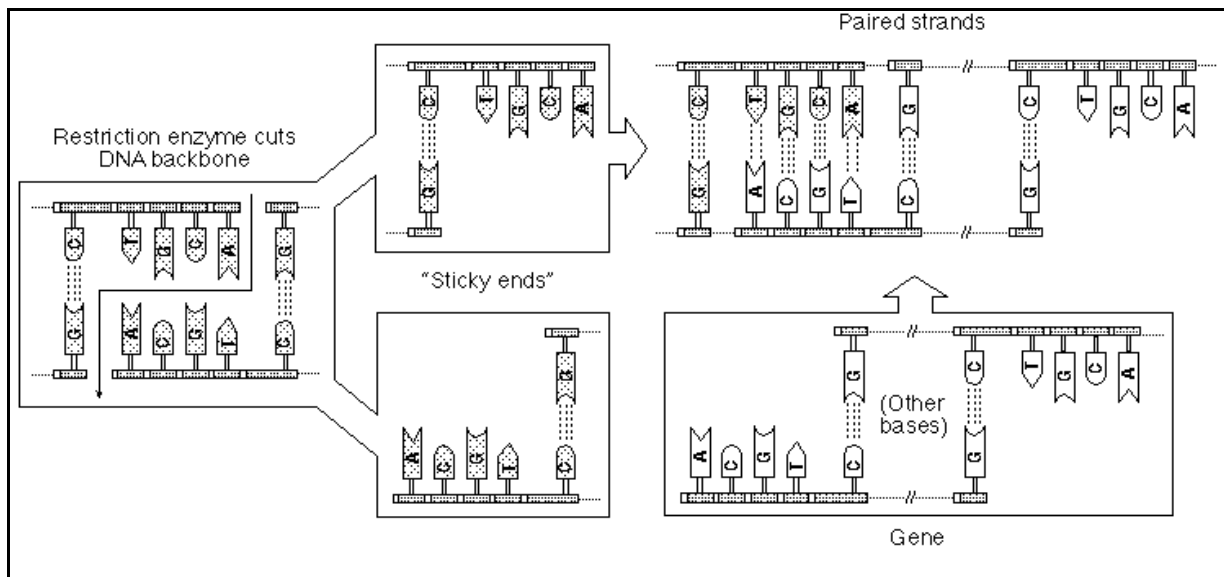 Paired strands
Restriction enzyme cuts
DNA backbone
C T G C A G
G A C G T C
C T G C A
G
"Sticky ends"
G
A C G T C
C T G C A G C T G C A
G A C G T C G
G C T G C A
(Other
bases)
A C G T C G
Gene